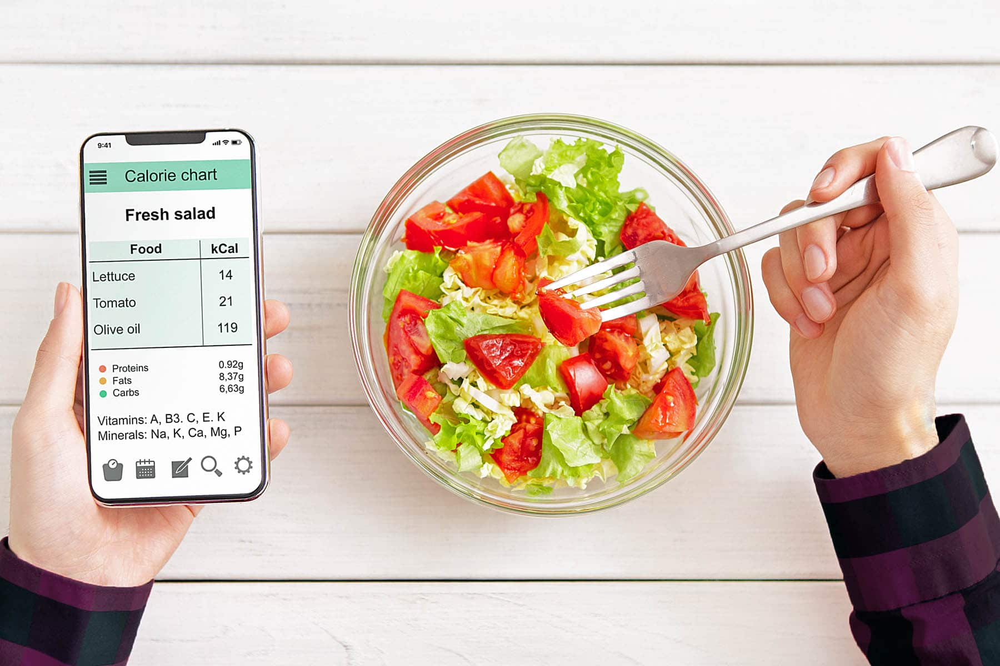 9:41
Calorie chart
Fresh salad
Food kCal
Lettuce 14
Tomato 21
Olive oil 119
Proteins 0.92g
Fats 8,37g
Carbs 6,63g
Vitamins: A, B3. C, E. K
Minerals: Na, K, Ca, Mg, P